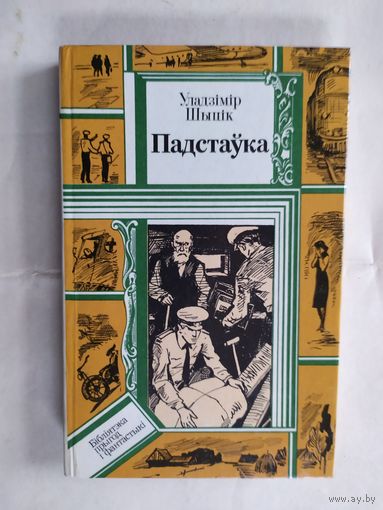 Уладзімір
Шыцік
Падстаўка
Бібліятэка
прыгод
і фантастыкі
www.ay.by